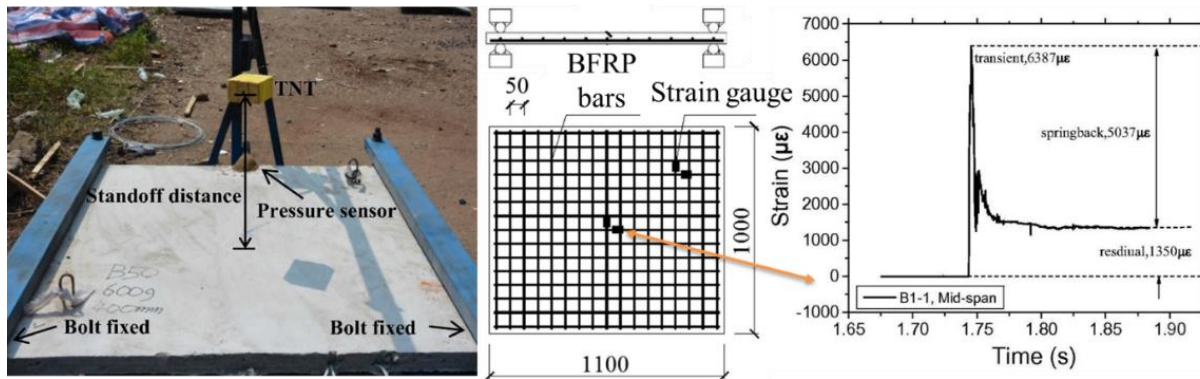 TNT
Standoff distance
Pressure sensor
B50
600g
400mm
Bolt fixed
Bolt fixed
BFRP
bars
50
Strain gauge
1000
1100
7000
6000
5000
4000
3000
2000
1000
0
-1000
Strain (με)
transient,6387με
springback,5037με
resdiual,1350με
B1-1, Mid-span
1.65
1.70
1.75
1.80
1.85
1.90
Time (s)